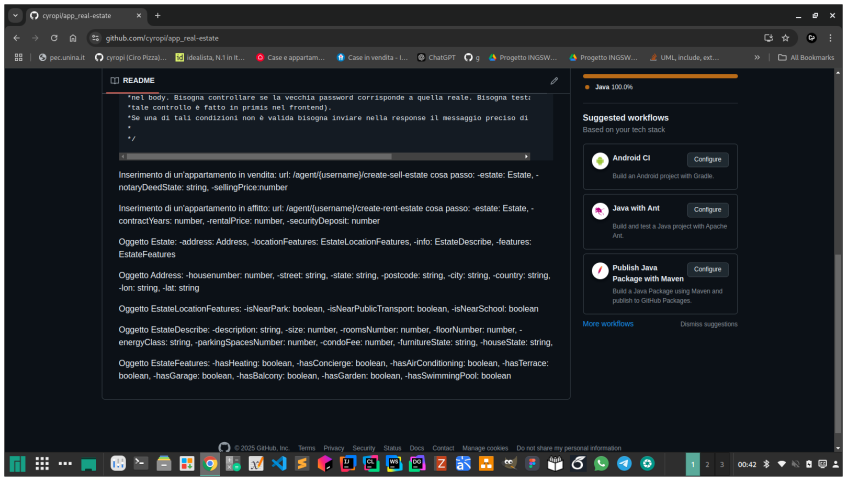 cyropi/app_real-estate
github.com/cyropi/app_real-estate
pec.unina.it
cyropi (Ciro Pizza)...
idealista, N.1 in it...
Case e appartam...
Case in vendita - I...
ChatGPT
g
Progetto INGSW...
Progetto INGSW...
UML, include, ext...
All Bookmarks
README
*nel body. Bisogna controllare se la vecchia password corrisponde a quella reale. Bisogna test
*tale controllo è fatto in primis nel frontend).
*Se una di tali condizioni non è valida bisogna inviare nella response il messaggio preciso di
*
*/
Inserimento di un'appartamento in vendita: url: /agent/{username}/create-sell-estate cosa passo: -estate: Estate, -
notaryDeedState: string, -sellingPrice:number
Inserimento di un'appartamento in affitto: url: /agent/{username}/create-rent-estate cosa passo: -estate: Estate, -
contractYears: number, -rentalPrice: number, -securityDeposit: number
Oggetto Estate: -address: Address, -locationFeatures: EstateLocationFeatures, -info: EstateDescribe, -features:
EstateFeatures
Oggetto Address: -housenumber: number, -street: string, -state: string, -postcode: string, -city: string, -country: string,
-lon: string, -lat: string
Oggetto EstateLocationFeatures: -isNearPark: boolean, -isNearPublicTransport: boolean, -isNearSchool: boolean
Oggetto EstateDescribe: -description: string, -size: number, -roomsNumber: number, -floorNumber: number, -
energyClass: string, -parkingSpacesNumber: number, -condoFee: number, -furnitureState: string, -houseState: string,
Oggetto EstateFeatures: -hasHeating: boolean, -hasConcierge: boolean, -hasAirConditioning: boolean, -hasTerrace:
boolean, -hasGarage: boolean, -hasBalcony: boolean, -hasGarden: boolean, -hasSwimmingPool: boolean
Java 100.0%
Suggested workflows
Based on your tech stack
Android CI
Configure
Build an Android project with Gradle.
Java with Ant
Configure
Build and test a Java project with Apache
Ant.
Publish Java
Package with Maven
Configure
Build a Java Package using Maven and
publish to GitHub Packages.
More workflows
Dismiss suggestions
© 2025 GitHub, Inc.
Terms
Privacy
Security
Status
Docs
Contact
Manage cookies
Do not share my personal information
1
2
3
00:42